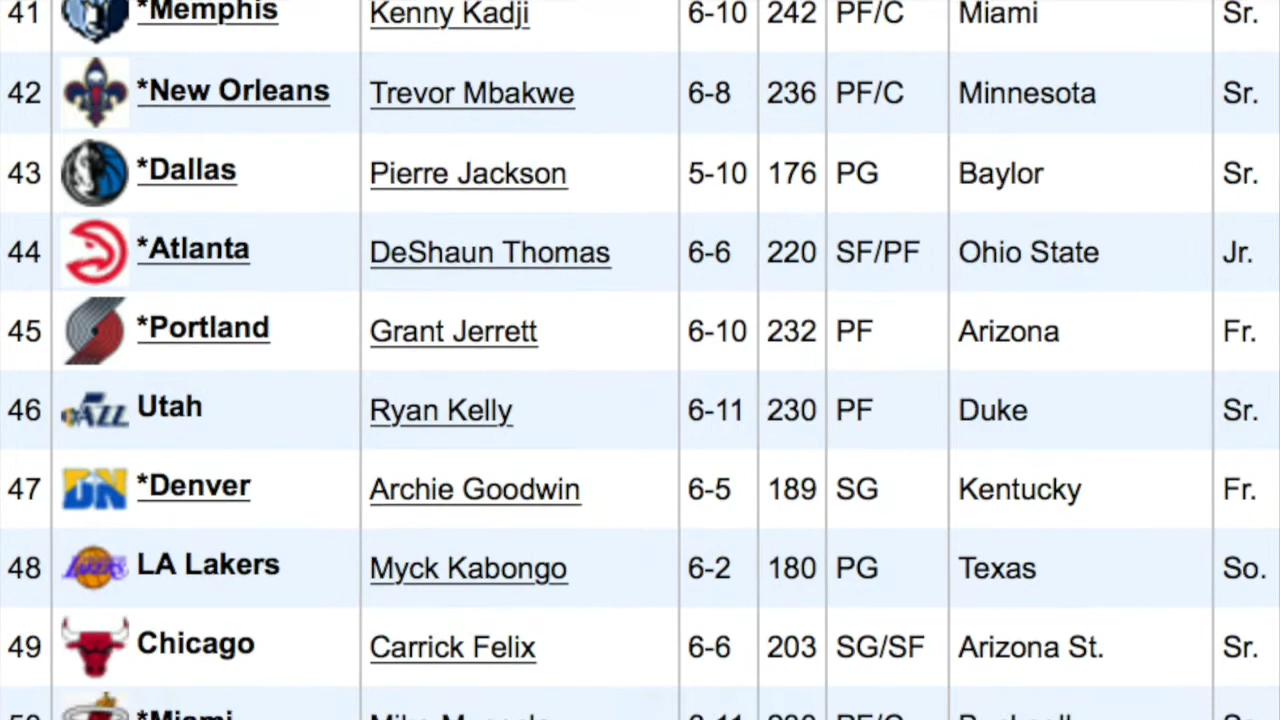 41 *Memphis Kenny Kadji 6-10 242 PF/C Miami Sr.
42 *New Orleans Trevor Mbakwe 6-8 236 PF/C Minnesota Sr.
43 *Dallas Pierre Jackson 5-10 176 PG Baylor Sr.
44 *Atlanta DeShaun Thomas 6-6 220 SF/PF Ohio State Jr.
45 *Portland Grant Jerrett 6-10 232 PF Arizona Fr.
46 JAZZ Utah Ryan Kelly 6-11 230 PF Duke Sr.
47 DN *Denver Archie Goodwin 6-5 189 SG Kentucky Fr.
48 LAKERS LA Lakers Myck Kabongo 6-2 180 PG Texas So.
49 Chicago Carrick Felix 6-6 203 SG/SF Arizona St. Sr.
*Miami